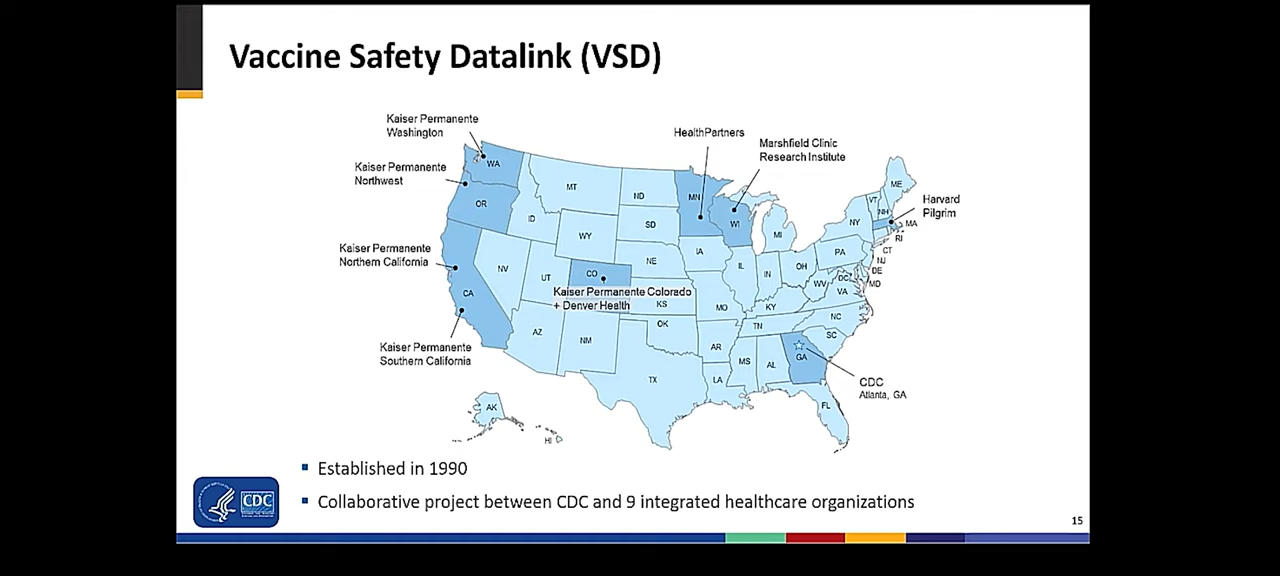 Vaccine Safety Datalink (VSD)
Kaiser Permanente
Washington
HealthPartners
Marshfield Clinic
Research Institute
Kaiser Permanente
Northwest
Harvard
Pilgrim
Kaiser Permanente
Northern California
Kaiser Permanente Colorado
+ Denver Health
Kaiser Permanente
Southern California
CDC
Atlanta, GA
WA
OR
CA
ID
NV
MT
WY
UT
AZ
CO
NM
ND
SD
NE
KS
OK
TX
MN
IA
MO
AR
LA
WI
IL
MI
IN
OH
KY
TN
MS
AL
GA
FL
SC
NC
VA
WV
DC
PA
NY
VT
NH
ME
MA
RI
CT
NJ
DE
MD
AK
HI
▪ Established in 1990
▪ Collaborative project between CDC and 9 integrated healthcare organizations
CDC
15